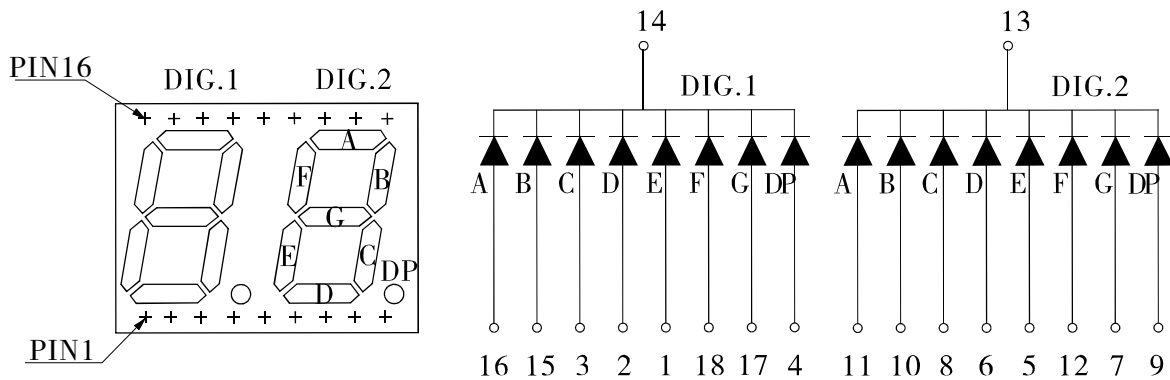 PIN16
DIG.1 DIG.2
A
F B
G
E C
DP
D
PIN1
14
DIG.1
A B C D E F G DP
16 15 3 2 1 18 17 4
13
DIG.2
A B C D E F G DP
11 10 8 6 5 12 7 9